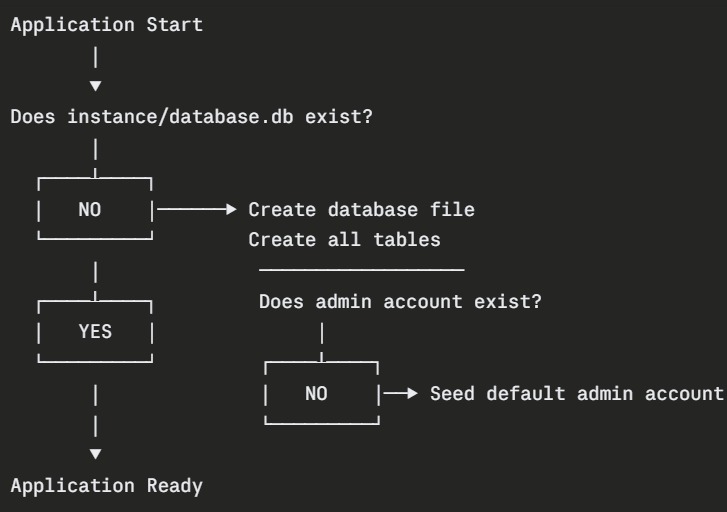 Application Start
Does instance/database.db exist?
NO
Create database file
Create all tables
Does admin account exist?
YES
NO
Seed default admin account
Application Ready